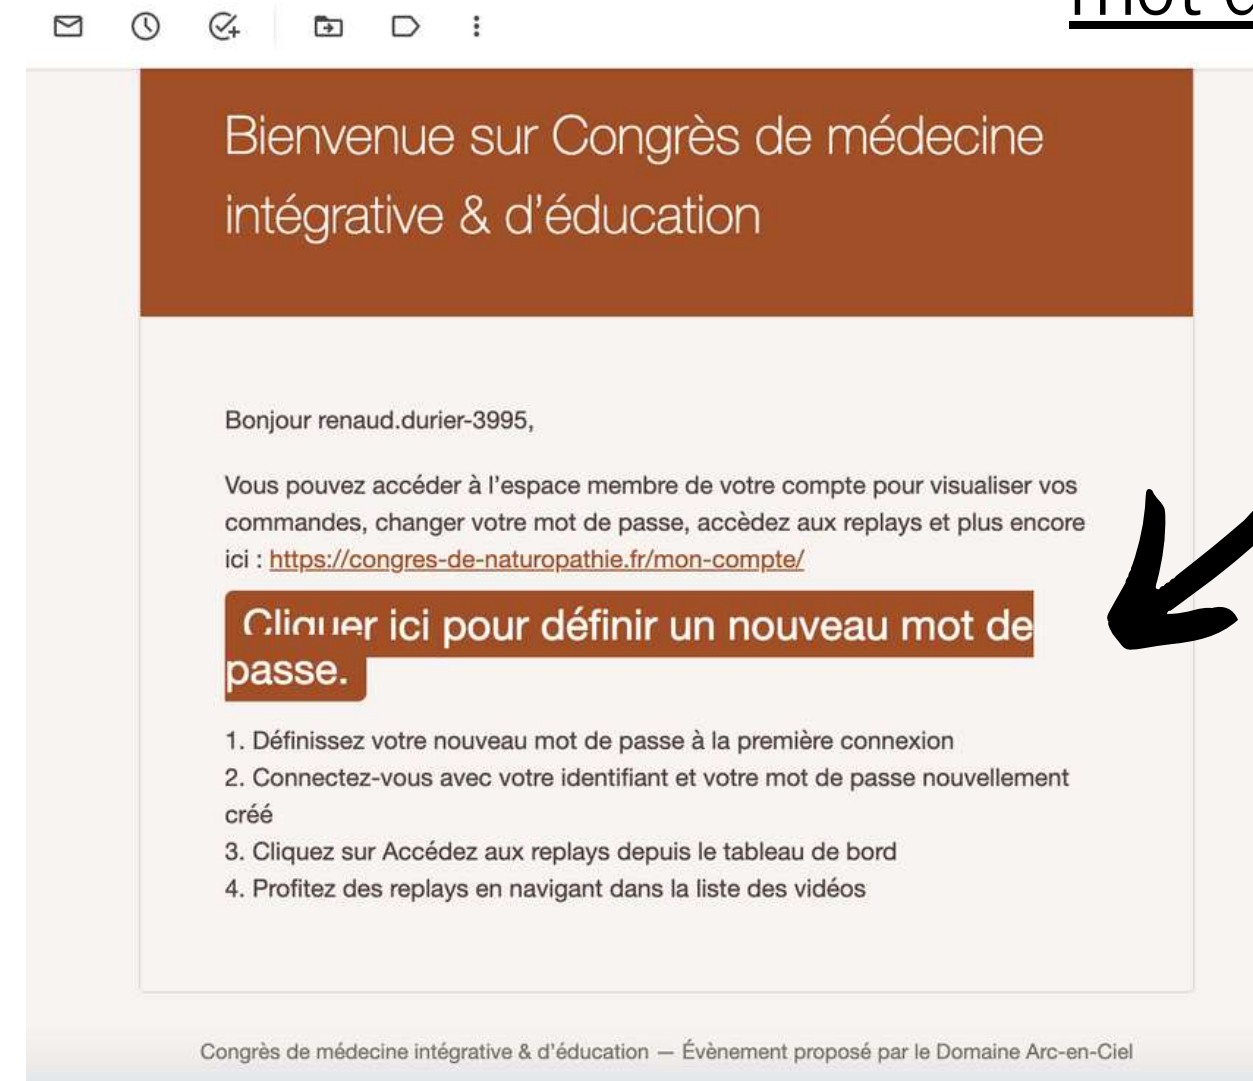 mot d
Bienvenue sur Congrès de médecine
intégrative & d'éducation
Bonjour renaud.durier-3995,
Vous pouvez accéder à l'espace membre de votre compte pour visualiser vos
commandes, changer votre mot de passe, accèdez aux replays et plus encore
ici : https://congres-de-naturopathie.fr/mon-compte/
Cliquer ici pour définir un nouveau mot de
passe.
1. Définissez votre nouveau mot de passe à la première connexion
2. Connectez-vous avec votre identifiant et votre mot de passe nouvellement
créé
3. Cliquez sur Accédez aux replays depuis le tableau de bord
4. Profitez des replays en navigant dans la liste des vidéos
Congrès de médecine intégrative & d'éducation — Évènement proposé par le Domaine Arc-en-Ciel